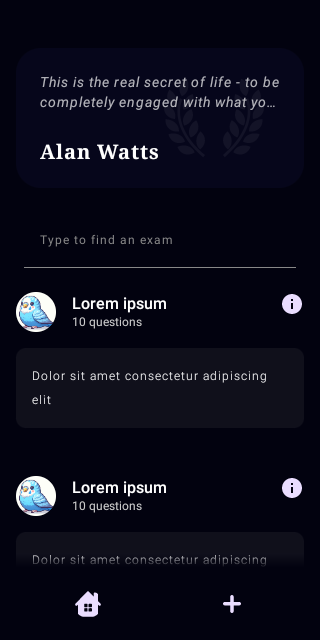 This is the real secret of life - to be
completely engaged with what yo…
Alan Watts
Type to find an exam
Lorem ipsum
10 questions
Dolor sit amet consectetur adipiscing
elit
Lorem ipsum
10 questions
Dolor sit amet consectetur adipiscing